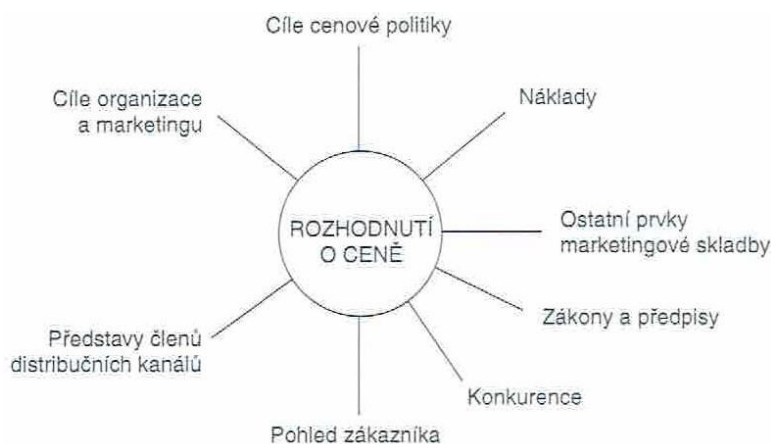 Cíle cenové politiky
Náklady
Cíle organizace
a marketingu
ROZHODNUTÍ
O CENĚ
Ostatní prvky
marketingové skladby
Zákony a předpisy
Představy členů
distribučních kanálů
Konkurence
Pohled zákazníka